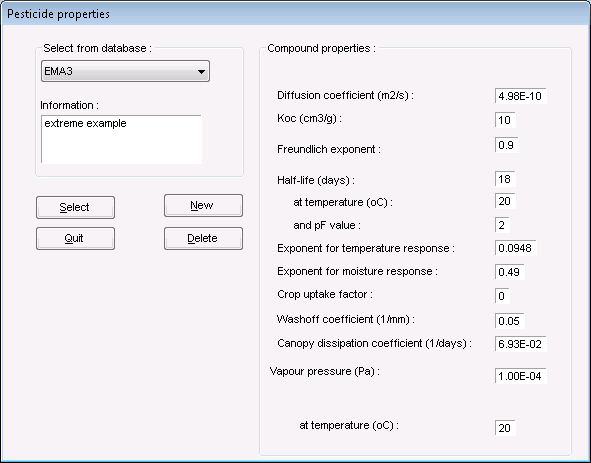 Pesticide properties
Select from database :
EMA3
Information :
extreme example
Select
New
Quit
Delete
Compound properties :
Diffusion coefficient (m2/s) : 4.98E-10
Koc (cm3/g) : 10
Freundlich exponent : 0.9
Half-life (days) : 18
at temperature (oC) : 20
and pF value : 2
Exponent for temperature response : 0.0948
Exponent for moisture response : 0.49
Crop uptake factor : 0
Washoff coefficient (1/mm) : 0.05
Canopy dissipation coefficient (1/days) : 6.93E-02
Vapour pressure (Pa) : 1.00E-04
at temperature (oC) : 20